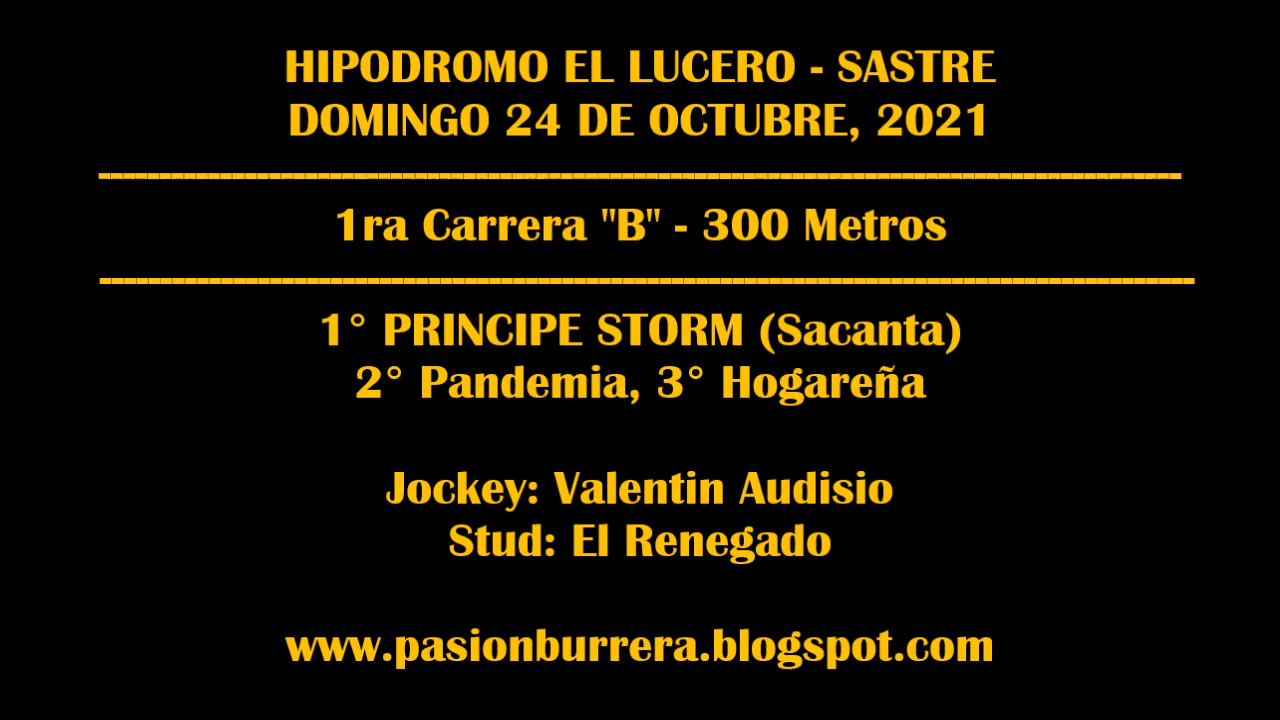 HIPODROMO EL LUCERO - SASTRE
DOMINGO 24 DE OCTUBRE, 2021
1ra Carrera "B" - 300 Metros
1° PRINCIPE STORM (Sacanta)
2° Pandemia, 3° Hogareña
Jockey: Valentin Audisio
Stud: El Renegado
www.pasionburrera.blogspot.com